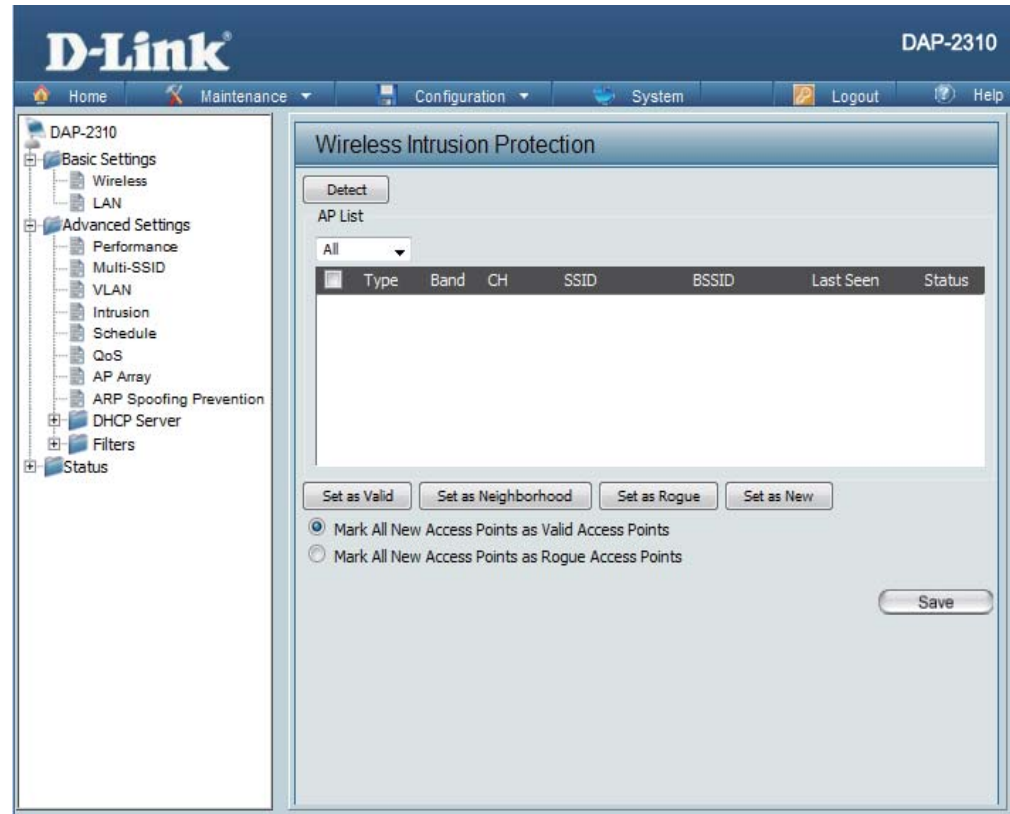 D-Link®
DAP-2310
Home Maintenance Configuration System Logout Help
DAP-2310
Basic Settings
Wireless
LAN
Advanced Settings
Performance
Multi-SSID
VLAN
Intrusion
Schedule
QoS
AP Array
ARP Spoofing Prevention
DHCP Server
Filters
Status
Wireless Intrusion Protection
Detect
AP List
All
Type Band CH SSID BSSID Last Seen Status
Set as Valid Set as Neighborhood Set as Rogue Set as New
Mark All New Access Points as Valid Access Points
Mark All New Access Points as Rogue Access Points
Save